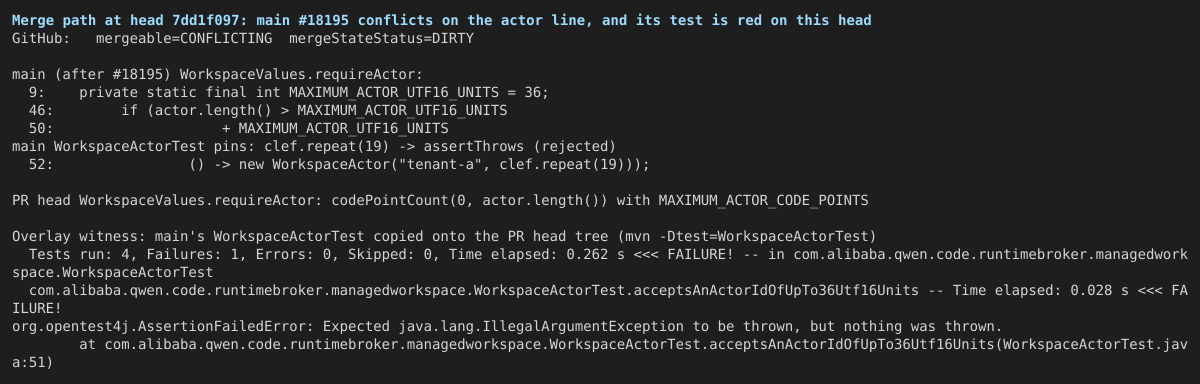 Merge path at head 7dd1f097: main #18195 conflicts on the actor line, and its test is red on this head
GitHub:   mergeable=CONFLICTING  mergeStateStatus=DIRTY
main (after #18195) WorkspaceValues.requireActor:
  9:    private static final int MAXIMUM_ACTOR_UTF16_UNITS = 36;
  46:        if (actor.length() > MAXIMUM_ACTOR_UTF16_UNITS
  50:                    + MAXIMUM_ACTOR_UTF16_UNITS
main WorkspaceActorTest pins: clef.repeat(19) -> assertThrows (rejected)
  52:                () -> new WorkspaceActor("tenant-a", clef.repeat(19)));
PR head WorkspaceValues.requireActor: codePointCount(0, actor.length()) with MAXIMUM_ACTOR_CODE_POINTS
Overlay witness: main's WorkspaceActorTest copied onto the PR head tree (mvn -Dtest=WorkspaceActorTest)
  Tests run: 4, Failures: 1, Errors: 0, Skipped: 0, Time elapsed: 0.262 s <<< FAILURE! -- in com.alibaba.qwen.code.runtimebroker.managedwork
space.WorkspaceActorTest
  com.alibaba.qwen.code.runtimebroker.managedworkspace.WorkspaceActorTest.acceptsAnActorIdOfUpTo36Utf16Units -- Time elapsed: 0.028 s <<< FA
ILURE!
org.opentest4j.AssertionFailedError: Expected java.lang.IllegalArgumentException to be thrown, but nothing was thrown.
        at com.alibaba.qwen.code.runtimebroker.managedworkspace.WorkspaceActorTest.acceptsAnActorIdOfUpTo36Utf16Units(WorkspaceActorTest.jav
a:51)